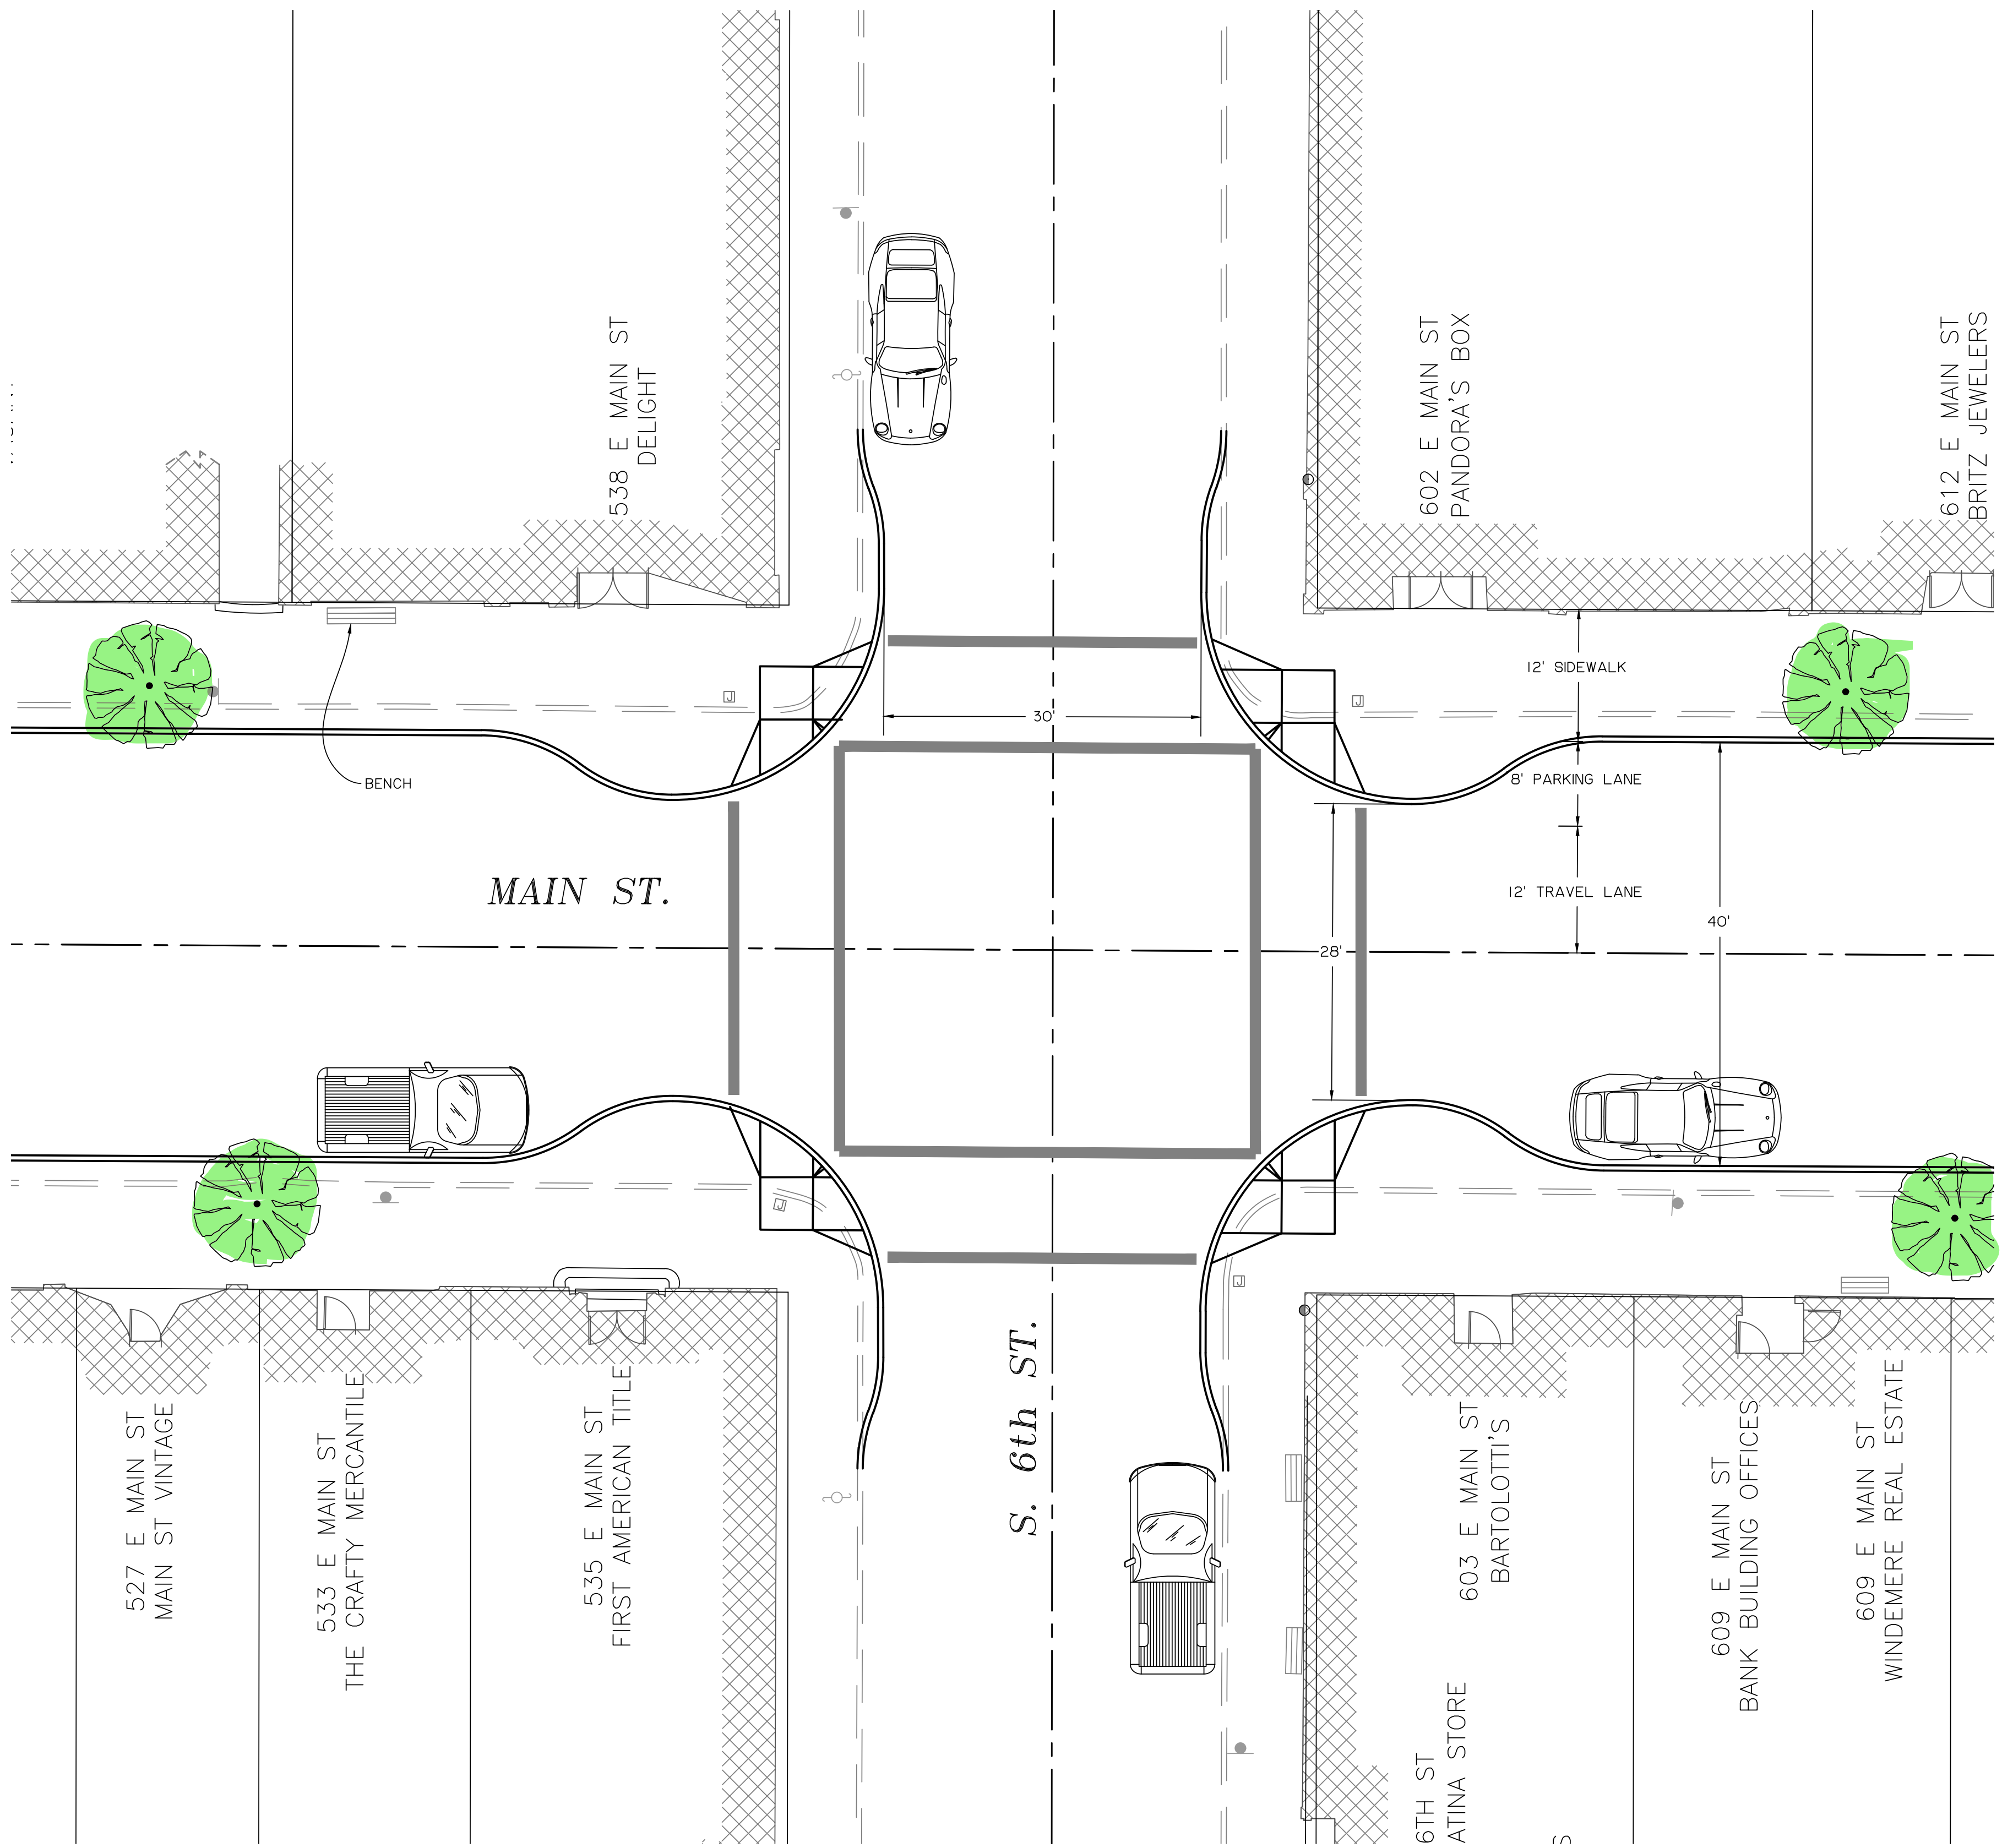 538 E MAIN ST
DELIGHT
602 E MAIN ST
PANDORA'S BOX
612 E MAIN ST
BRITZ JEWELERS
J
J
12' SIDEWALK
30'
BENCH
8' PARKING LANE
MAIN ST.
12' TRAVEL LANE
40'
28'
J
J
S. 6th ST.
527 E MAIN ST
MAIN ST VINTAGE
533 E MAIN ST
THE CRAFTY MERCANTILE
535 E MAIN ST
FIRST AMERICAN TITLE
603 E MAIN ST
BARTOLOTTI'S
609 E MAIN ST
BANK BUILDING OFFICES
609 E MAIN ST
WINDEMERE REAL ESTATE
6TH ST
ATINA STORE